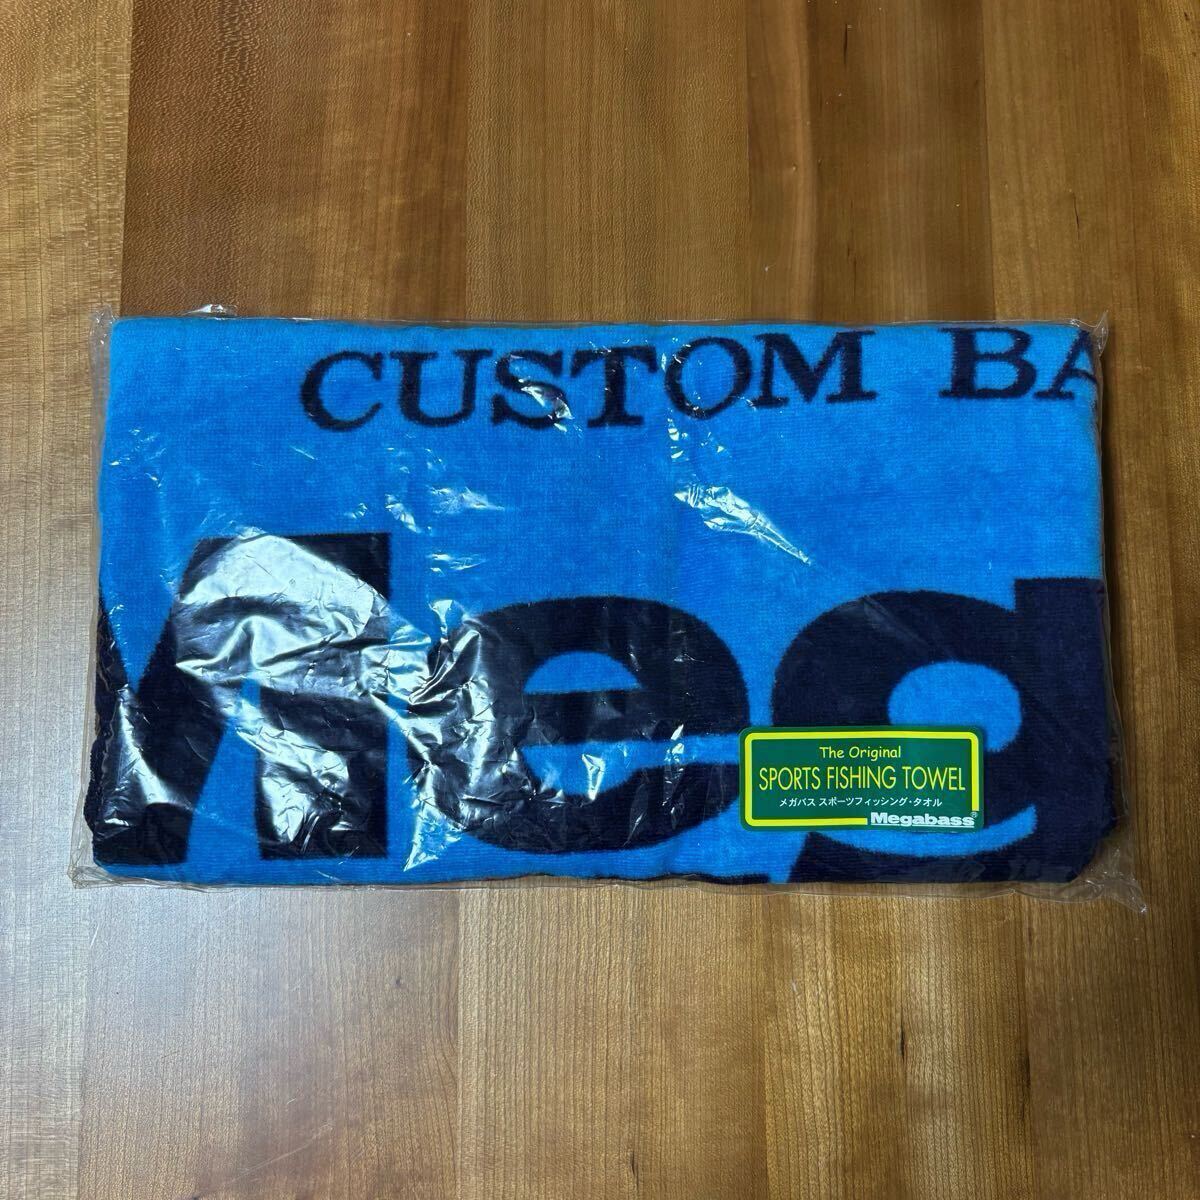 CUSTOM BA
Meg
The Original
SPORTS FISHING TOWEL
メガバス スポーツフィッシング・タオル
Megabass®